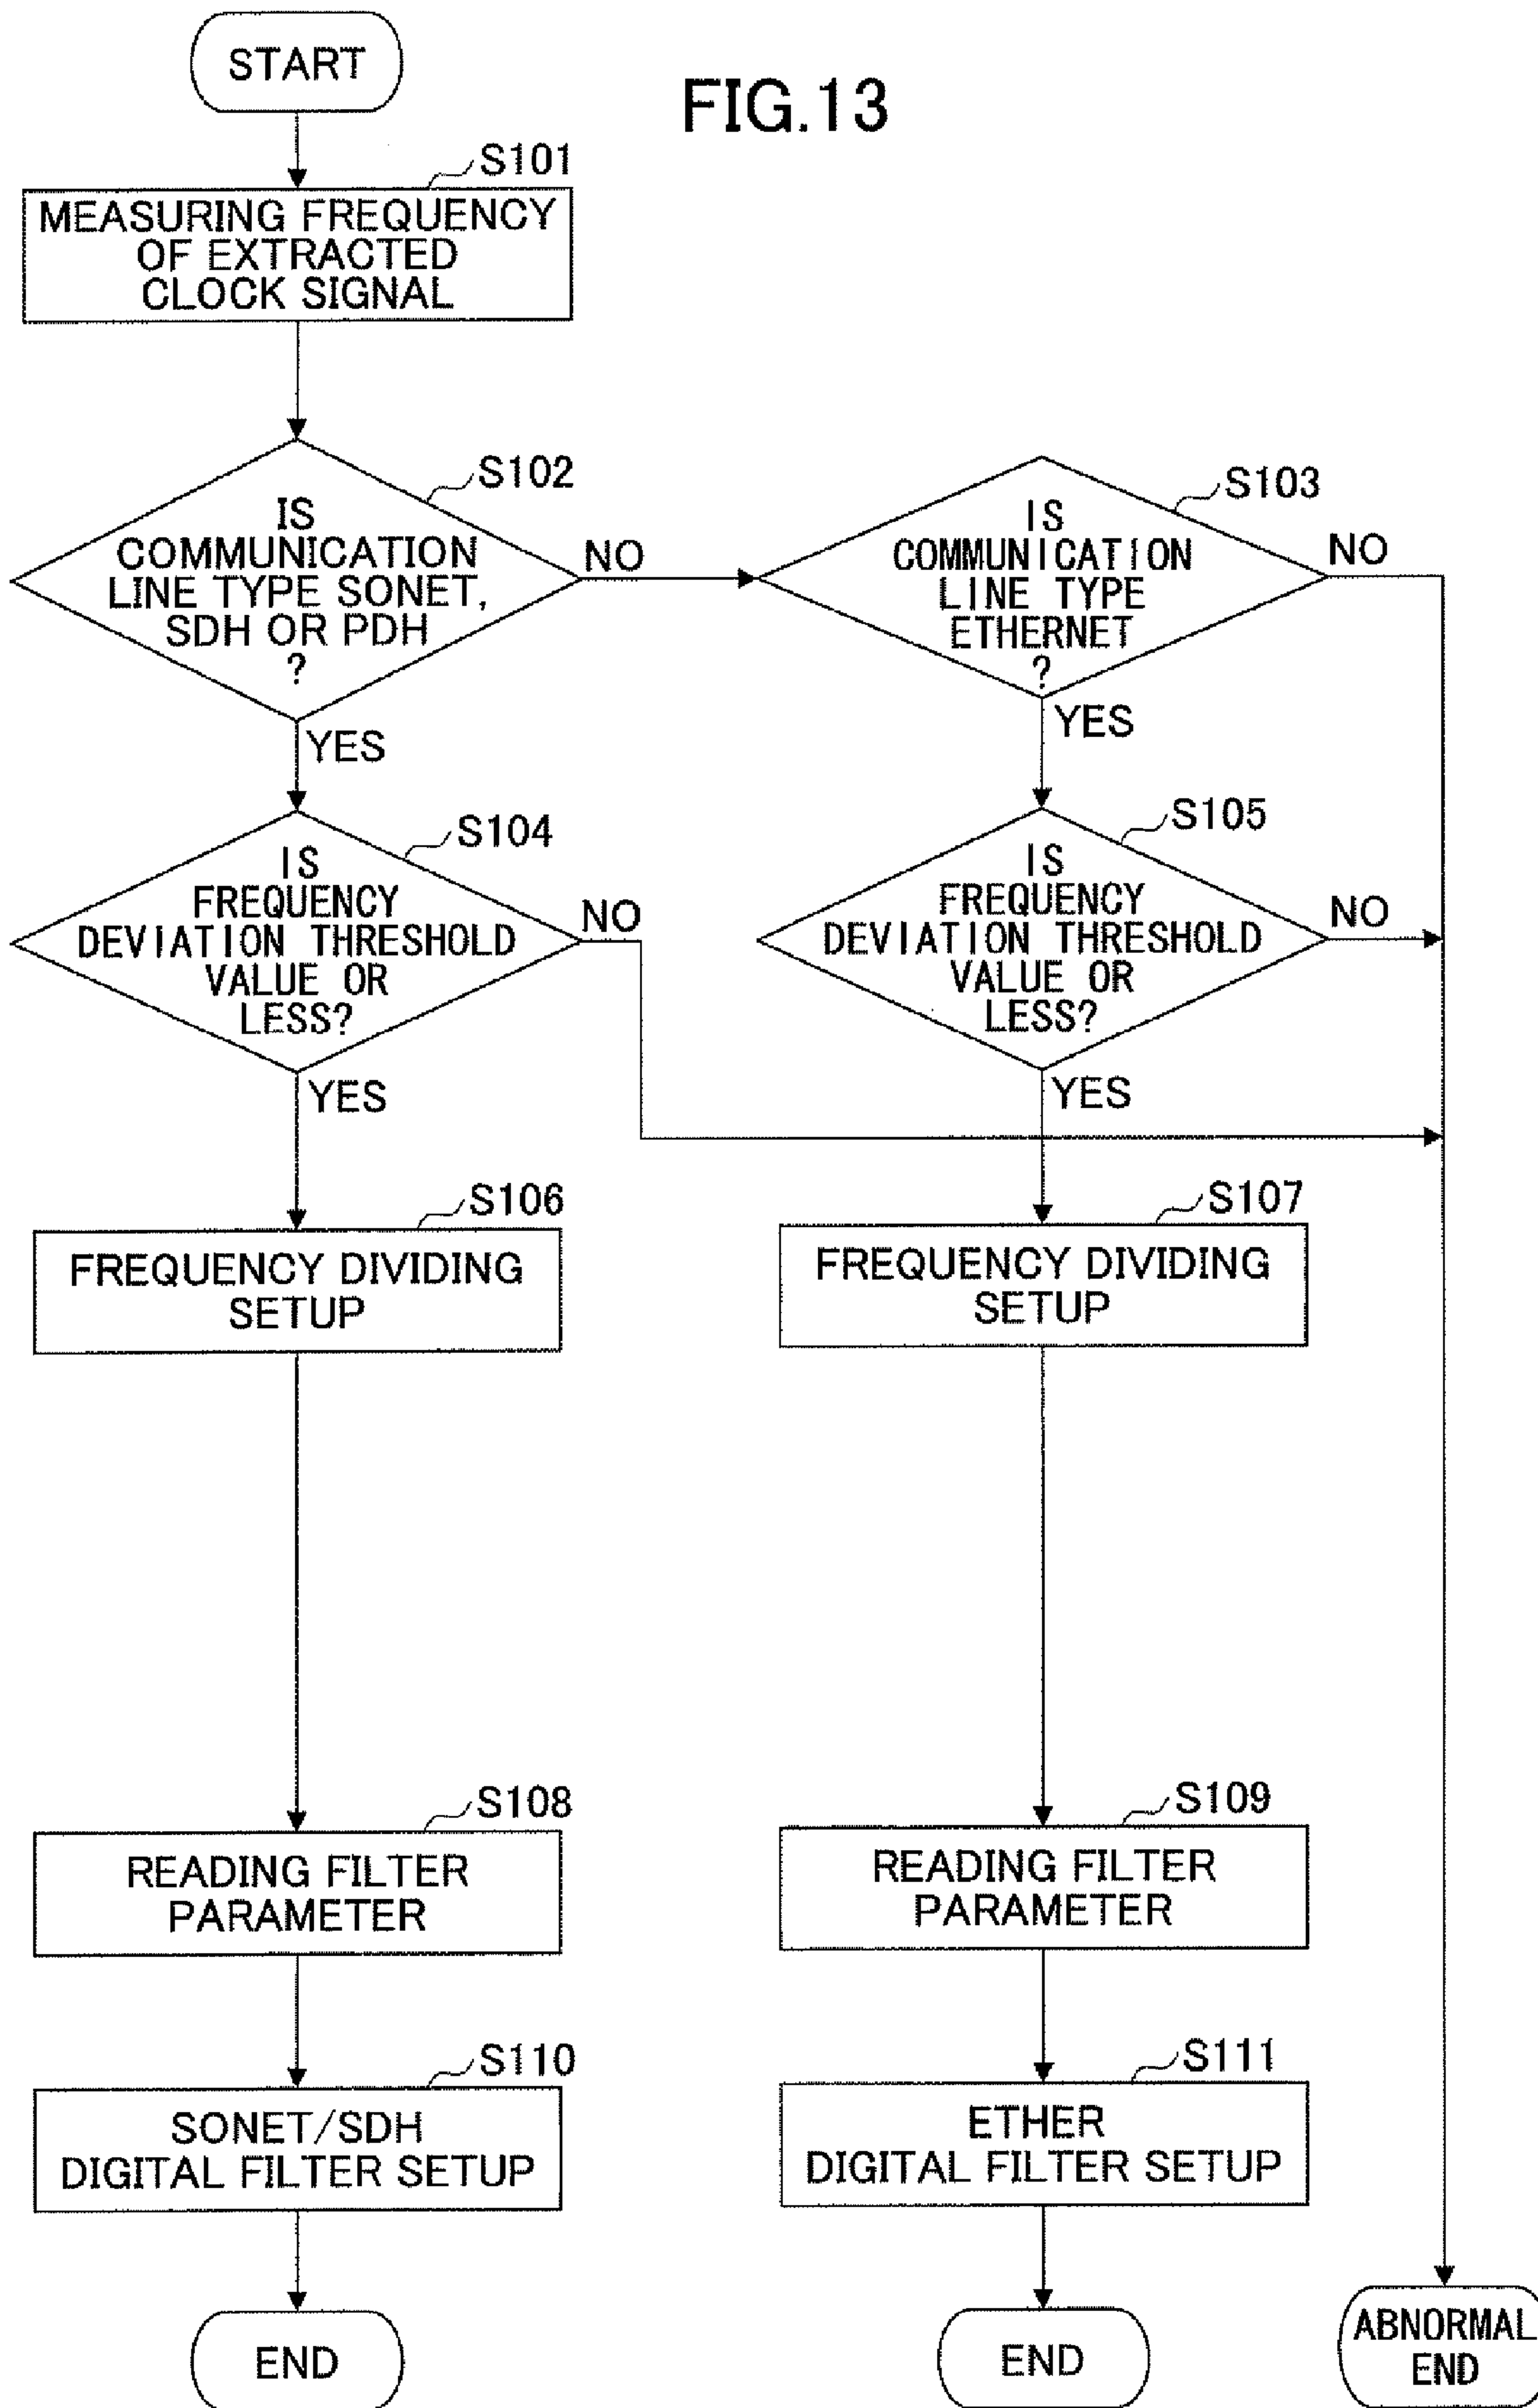 START
FIG.13
S101
MEASURING FREQUENCY
OF EXTRACTED
CLOCK SIGNAL
S102
IS
COMMUNICATION
LINE TYPE SONET,
SDH OR PDH
?
NO
YES
S103
IS
COMMUNICATION
LINE TYPE
ETHERNET
?
NO
YES
S104
IS
FREQUENCY
DEVIATION THRESHOLD
VALUE OR
LESS?
NO
YES
S105
IS
FREQUENCY
DEVIATION THRESHOLD
VALUE OR
LESS?
NO
YES
S106
FREQUENCY DIVIDING
SETUP
S107
FREQUENCY DIVIDING
SETUP
S108
READING FILTER
PARAMETER
S109
READING FILTER
PARAMETER
S110
SONET/SDH
DIGITAL FILTER SETUP
S111
ETHER
DIGITAL FILTER SETUP
END
END
ABNORMAL
END